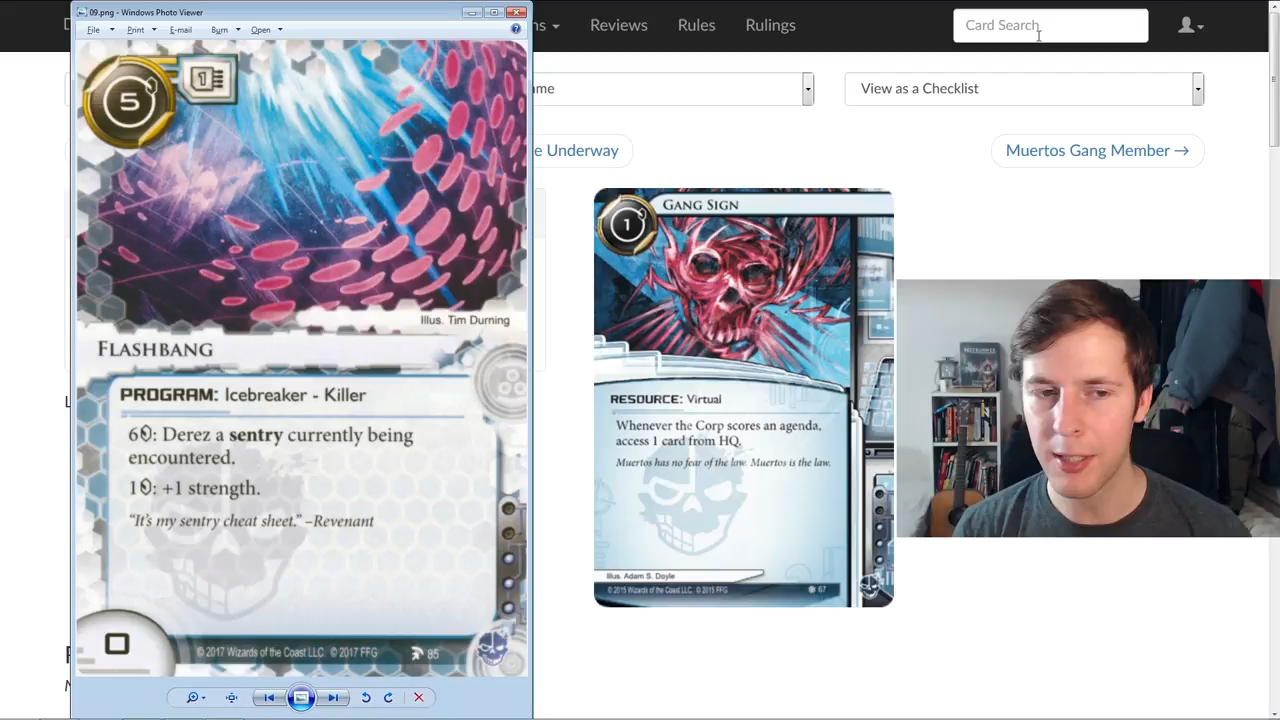 09.png - Windows Photo Viewer
File Print E-mail Burn Open
5
1
Illus. Tim Durning
FLASHBANG
PROGRAM: Icebreaker - Killer
6: Derez a sentry currently being
encountered.
1: +1 strength.
"It's my sentry cheat sheet." –Revenant
© 2017 Wizards of the Coast LLC. © 2017 FFG 85
Reviews Rules Rulings Card Search
View as a Checklist
e Underway
Muertos Gang Member →
1
GANG SIGN
RESOURCE: Virtual
Whenever the Corp scores an agenda,
access 1 card from HQ.
Muertos has no fear of the law. Muertos is the law.
Illus. Adam S. Doyle
© 2015 Wizards of the Coast LLC. © 2015 FFG 67